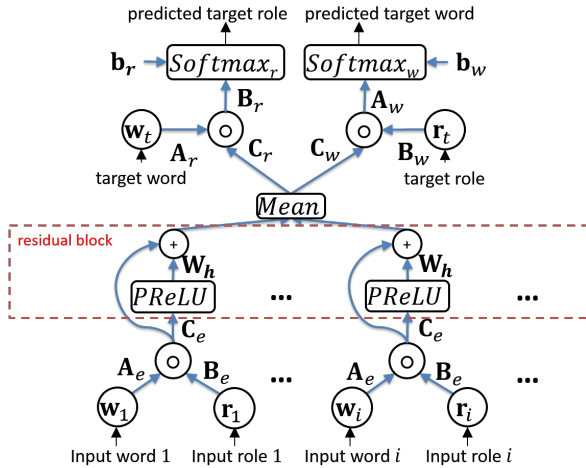 predicted target role predicted target word
b_r Softmax_r Softmax_w b_w
B_r A_w
w_t r_t
A_r C_r C_w B_w
target word target role
Mean
residual block
+ +
W_h W_h
PReLU ... PReLU ...
C_e C_e
A_e B_e ... A_e B_e ...
w_1 r_1 w_i r_i
Input word 1 Input role 1 Input word i Input role i